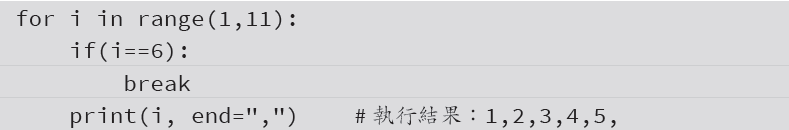 for i in range(1,11):
    if(i==6):
        break
    print(i, end=",")    #執行結果：1,2,3,4,5,